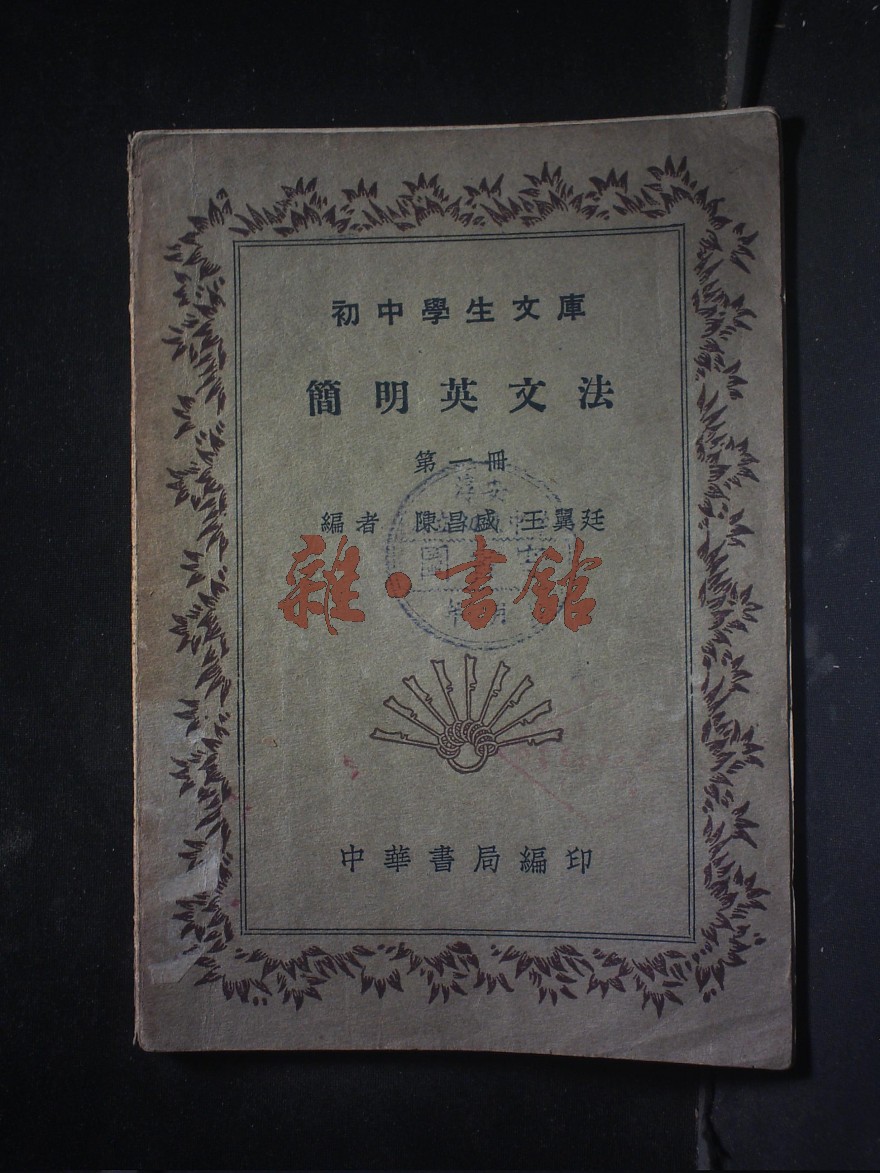 初中學生文庫
簡明英文法
第一冊
編者 陳昌盛 王翼廷
雜·書館
中華書局編印